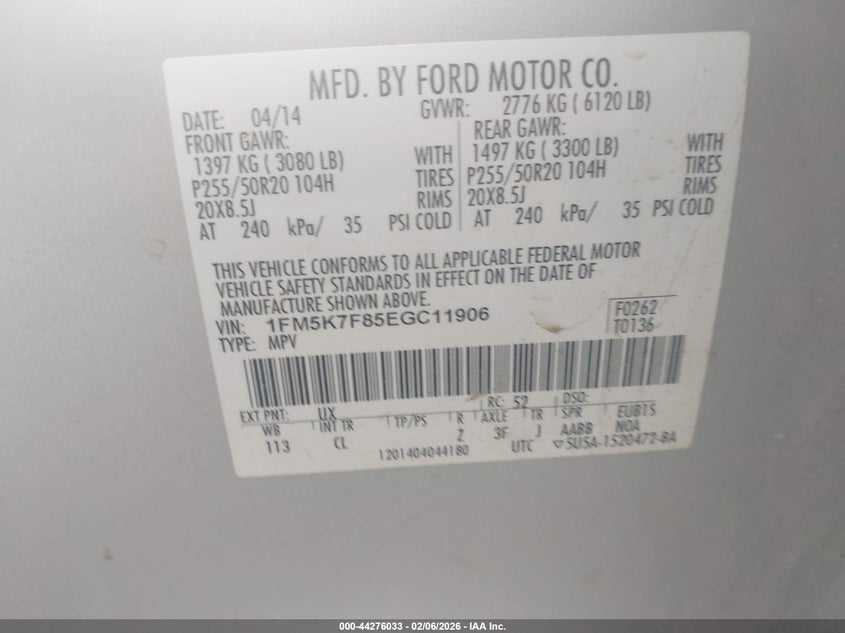 MFD. BY FORD MOTOR CO.
DATE: 04/14 GVWR: 2776 KG ( 6120 LB)
FRONT GAWR: REAR GAWR:
1397 KG ( 3080 LB) WITH 1497 KG ( 3300 LB) WITH
P255/50R20 104H TIRES P255/50R20 104H TIRES
20X8.5J RIMS 20X8.5J RIMS
AT 240 kPa/ 35 PSI COLD AT 240 kPa/ 35 PSI COLD
THIS VEHICLE CONFORMS TO ALL APPLICABLE FEDERAL MOTOR
VEHICLE SAFETY STANDARDS IN EFFECT ON THE DATE OF
MANUFACTURE SHOWN ABOVE.
VIN: 1FM5K7F85EGC11906 F0262
TYPE: MPV T0136
EXT PNT: UX RC: 52 DSO:
WB INT TR TP/PS R AXLE TR SPR EUBTS
113 CL Z 3F J AABB NOA
1201404044180 UTC 5U5A-1520472-BA
000-44276033 - 02/06/2026 - IAA Inc.